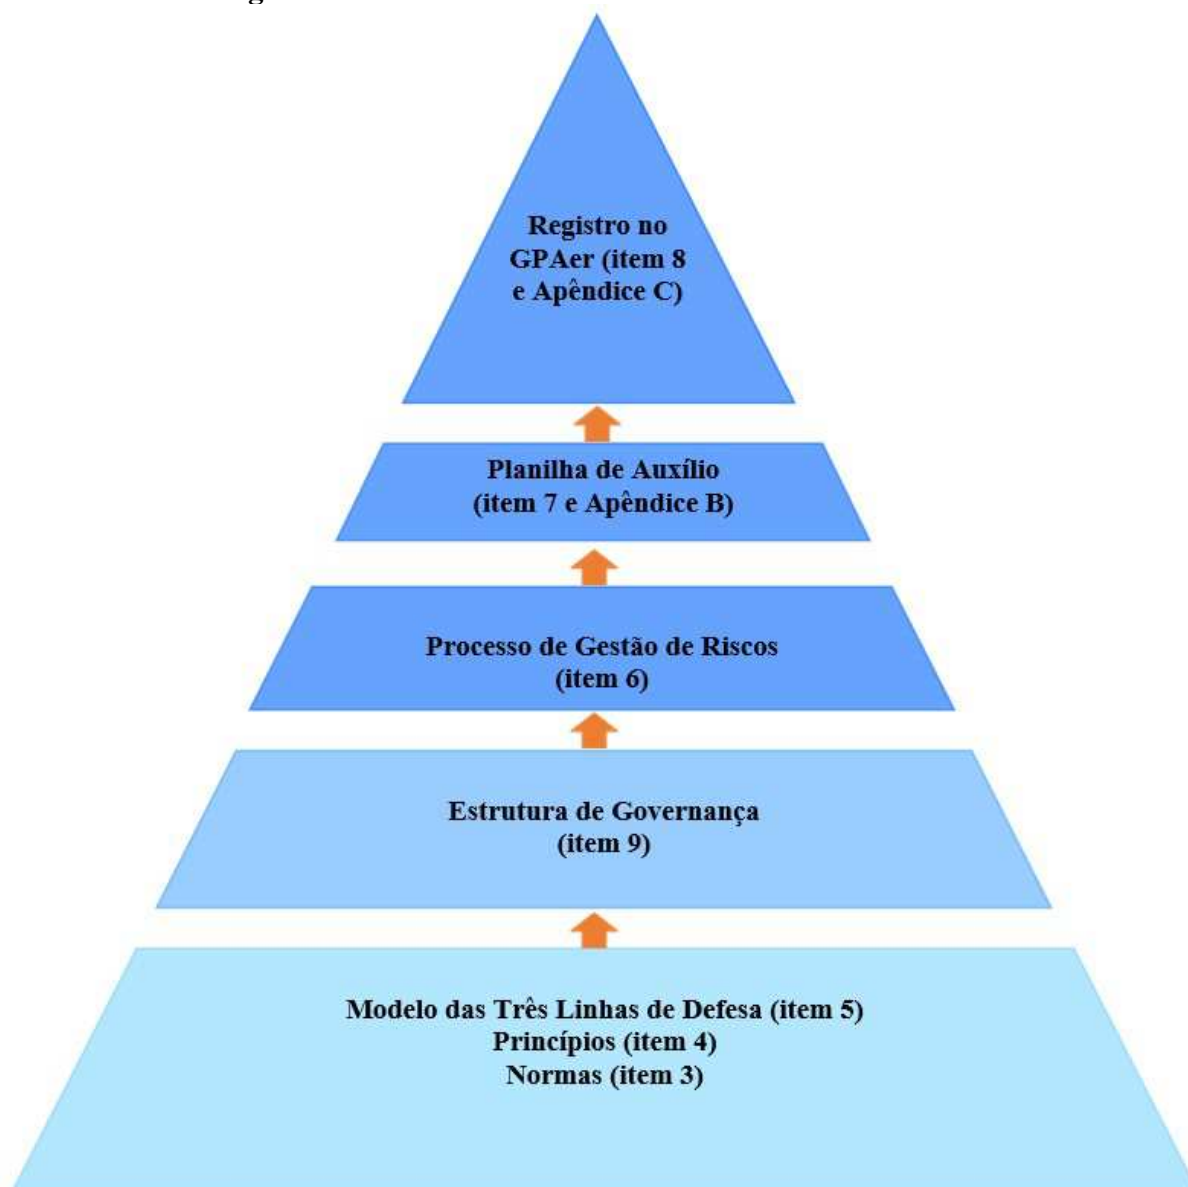 Registro no
GPAer (item 8
e Apêndice C)
Planilha de Auxílio
(item 7 e Apêndice B)
Processo de Gestão de Riscos
(item 6)
Estrutura de Governança
(item 9)
Modelo das Três Linhas de Defesa (item 5)
Princípios (item 4)
Normas (item 3)